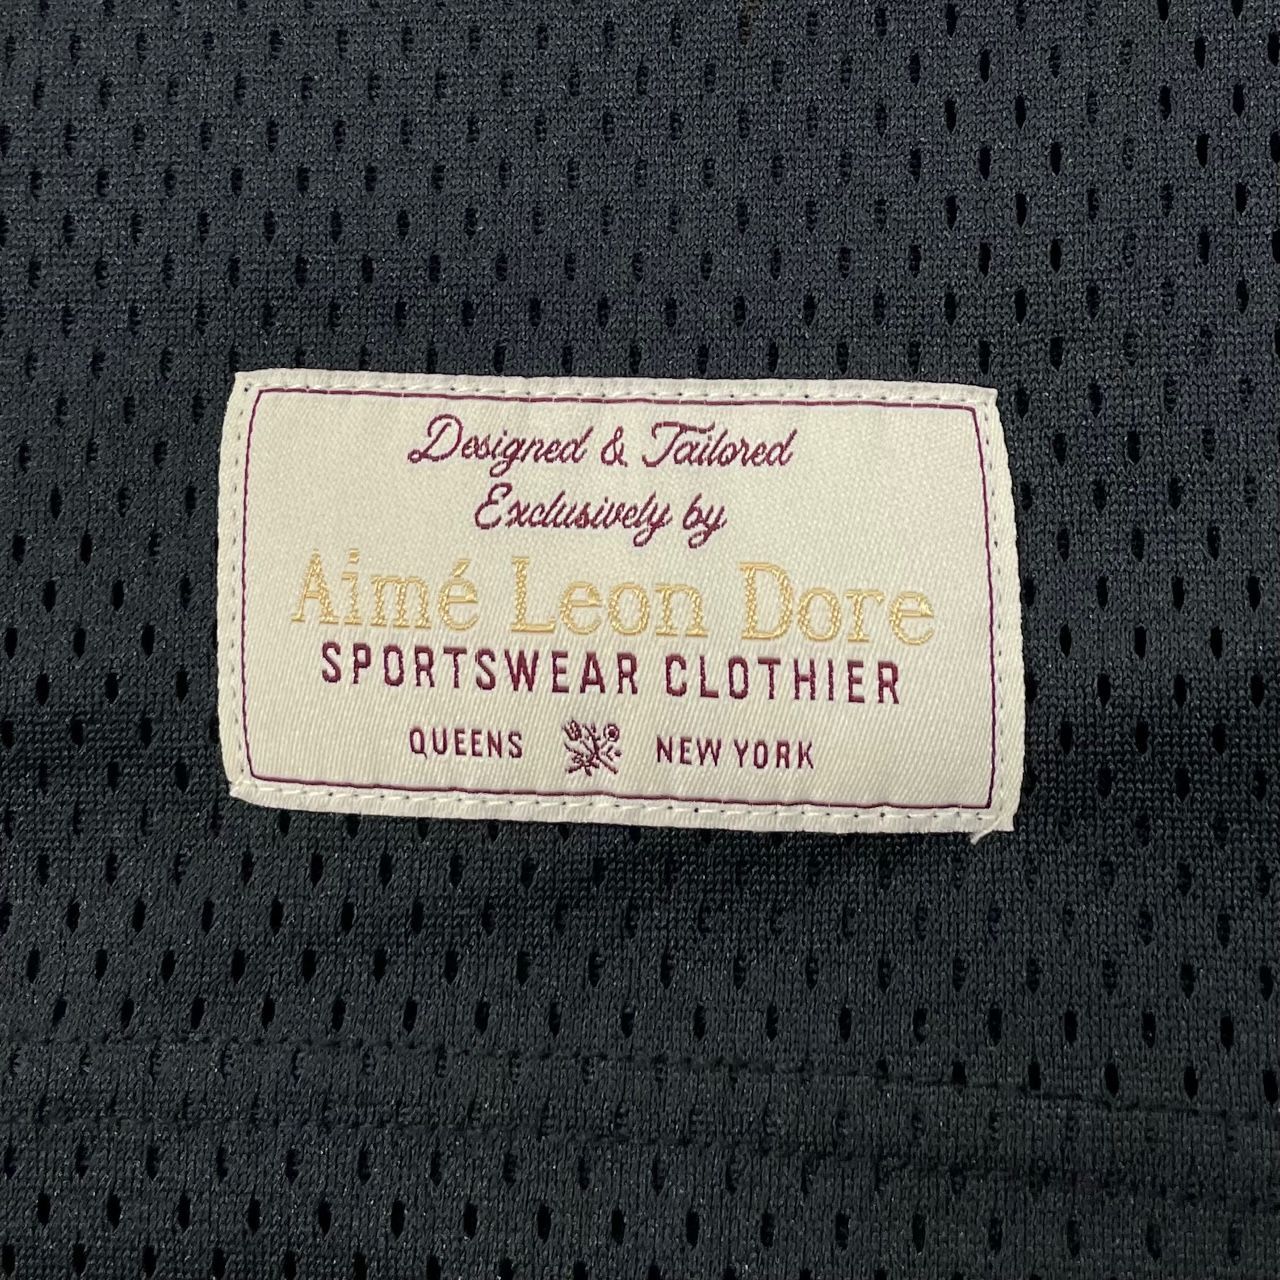 Designed & Tailored
Exclusively by
Aimé Leon Dore
SPORTSWEAR CLOTHIER
QUEENS NEW YORK